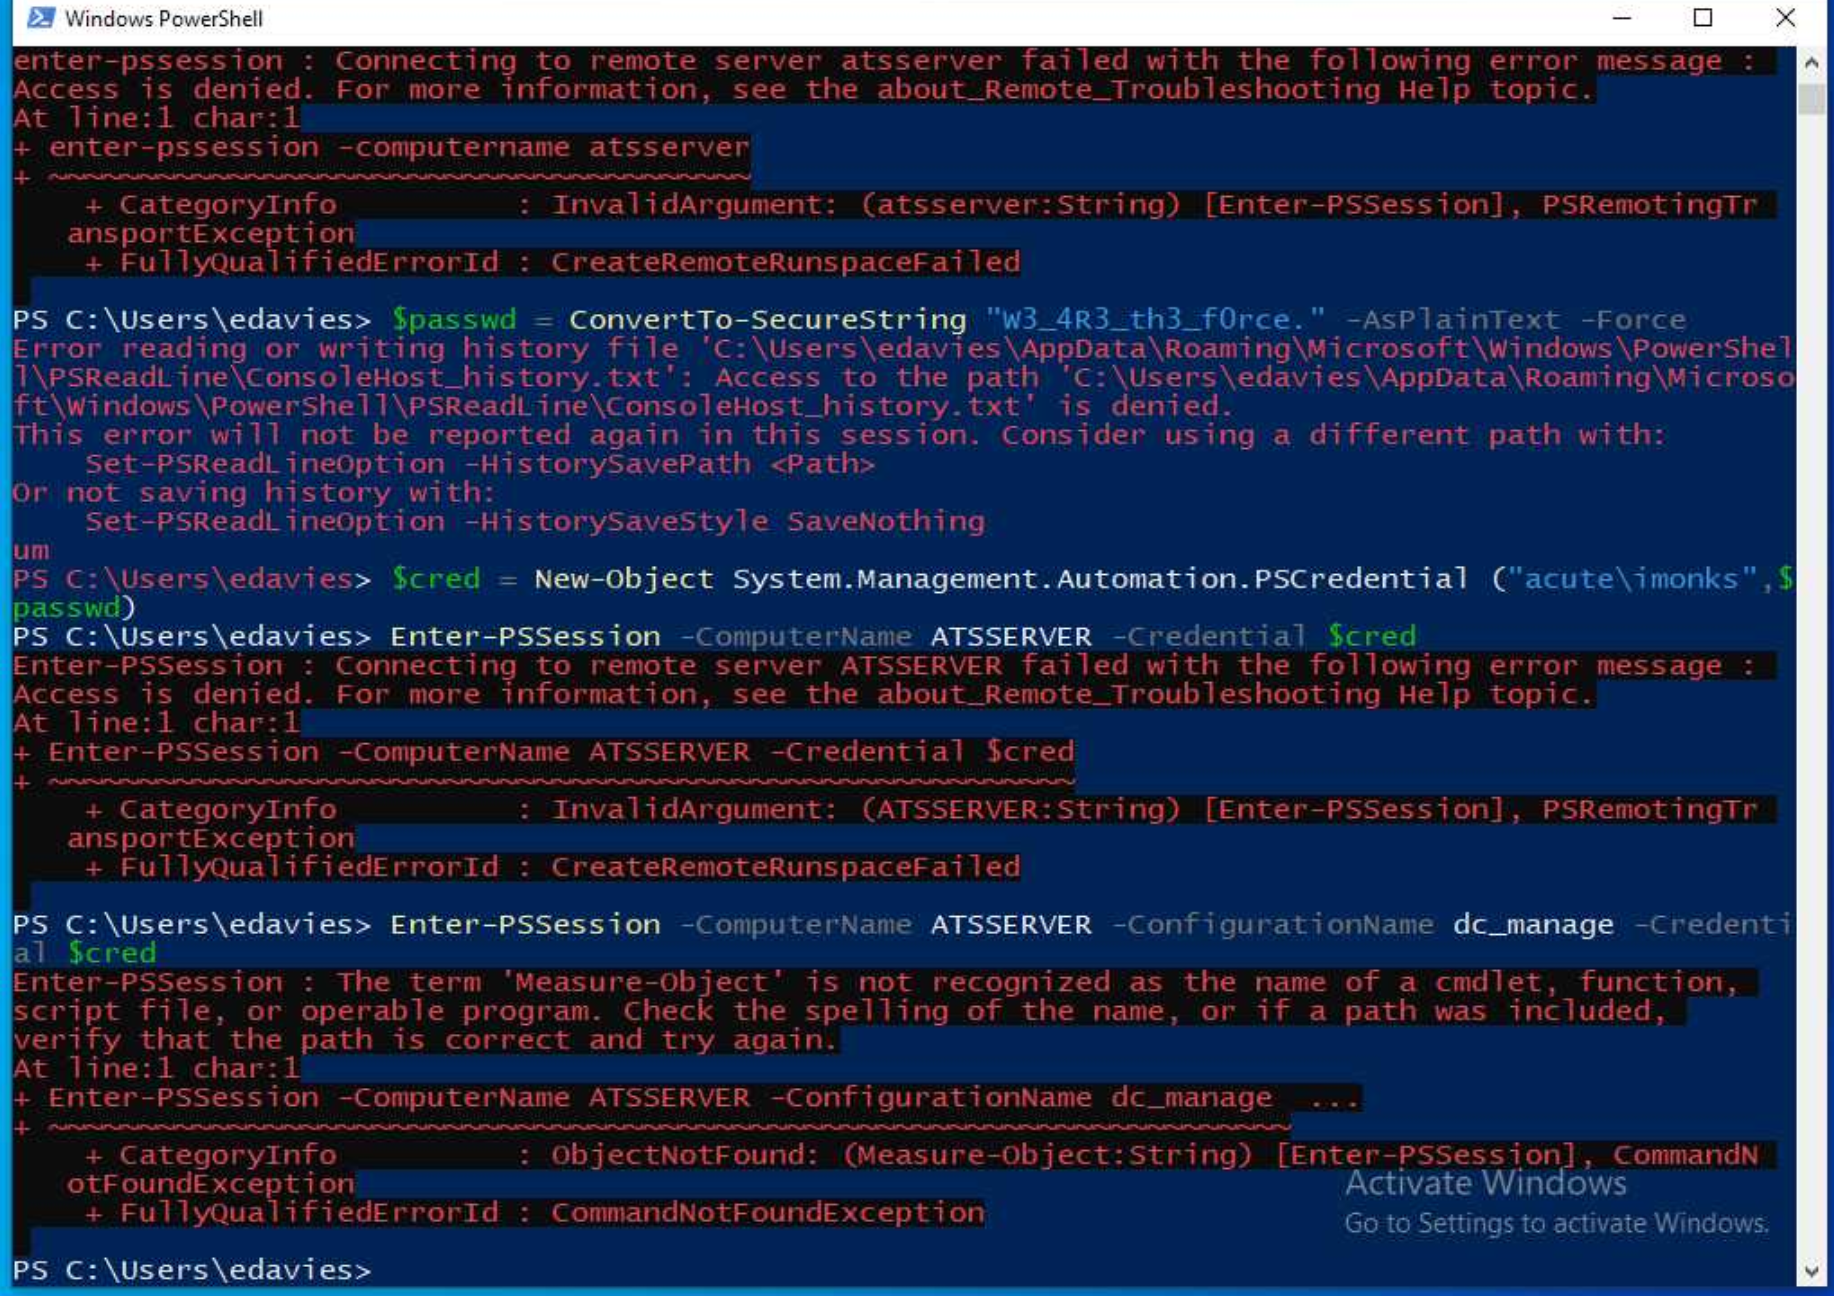 Windows PowerShell
enter-pssession : Connecting to remote server atsserver failed with the following error message :
Access is denied. For more information, see the about_Remote_Troubleshooting Help topic.
At line:1 char:1
+ enter-pssession -computername atsserver
+ ~~~~~~~~~~~~~~~~~~~~~~~~~~~~~~~~~~~~~~~
    + CategoryInfo          : InvalidArgument: (atsserver:String) [Enter-PSSession], PSRemotingTr
   ansportException
    + FullyQualifiedErrorId : CreateRemoteRunspaceFailed
PS C:\Users\edavies> $passwd = ConvertTo-SecureString "W3_4R3_th3_f0rce." -AsPlainText -Force
Error reading or writing history file 'C:\Users\edavies\AppData\Roaming\Microsoft\Windows\PowerShel
l\PSReadLine\ConsoleHost_history.txt': Access to the path 'C:\Users\edavies\AppData\Roaming\Microso
ft\Windows\PowerShell\PSReadLine\ConsoleHost_history.txt' is denied.
This error will not be reported again in this session. Consider using a different path with:
    Set-PSReadLineOption -HistorySavePath <Path>
Or not saving history with:
    Set-PSReadLineOption -HistorySaveStyle SaveNothing
um
PS C:\Users\edavies> $cred = New-Object System.Management.Automation.PSCredential ("acute\imonks",$
passwd)
PS C:\Users\edavies> Enter-PSSession -ComputerName ATSSERVER -Credential $cred
Enter-PSSession : Connecting to remote server ATSSERVER failed with the following error message :
Access is denied. For more information, see the about_Remote_Troubleshooting Help topic.
At line:1 char:1
+ Enter-PSSession -ComputerName ATSSERVER -Credential $cred
+ ~~~~~~~~~~~~~~~~~~~~~~~~~~~~~~~~~~~~~~~~~~~~~~~~~~~~~~~~~
    + CategoryInfo          : InvalidArgument: (ATSSERVER:String) [Enter-PSSession], PSRemotingTr
   ansportException
    + FullyQualifiedErrorId : CreateRemoteRunspaceFailed
PS C:\Users\edavies> Enter-PSSession -ComputerName ATSSERVER -ConfigurationName dc_manage -Credenti
al $cred
Enter-PSSession : The term 'Measure-Object' is not recognized as the name of a cmdlet, function,
script file, or operable program. Check the spelling of the name, or if a path was included,
verify that the path is correct and try again.
At line:1 char:1
+ Enter-PSSession -ComputerName ATSSERVER -ConfigurationName dc_manage  ...
+ ~~~~~~~~~~~~~~~~~~~~~~~~~~~~~~~~~~~~~~~~~~~~~~~~~~~~~~~~~~~~~~~~~~~~~
    + CategoryInfo          : ObjectNotFound: (Measure-Object:String) [Enter-PSSession], CommandN
   otFoundException
    + FullyQualifiedErrorId : CommandNotFoundException
Activate Windows
Go to Settings to activate Windows.
PS C:\Users\edavies>